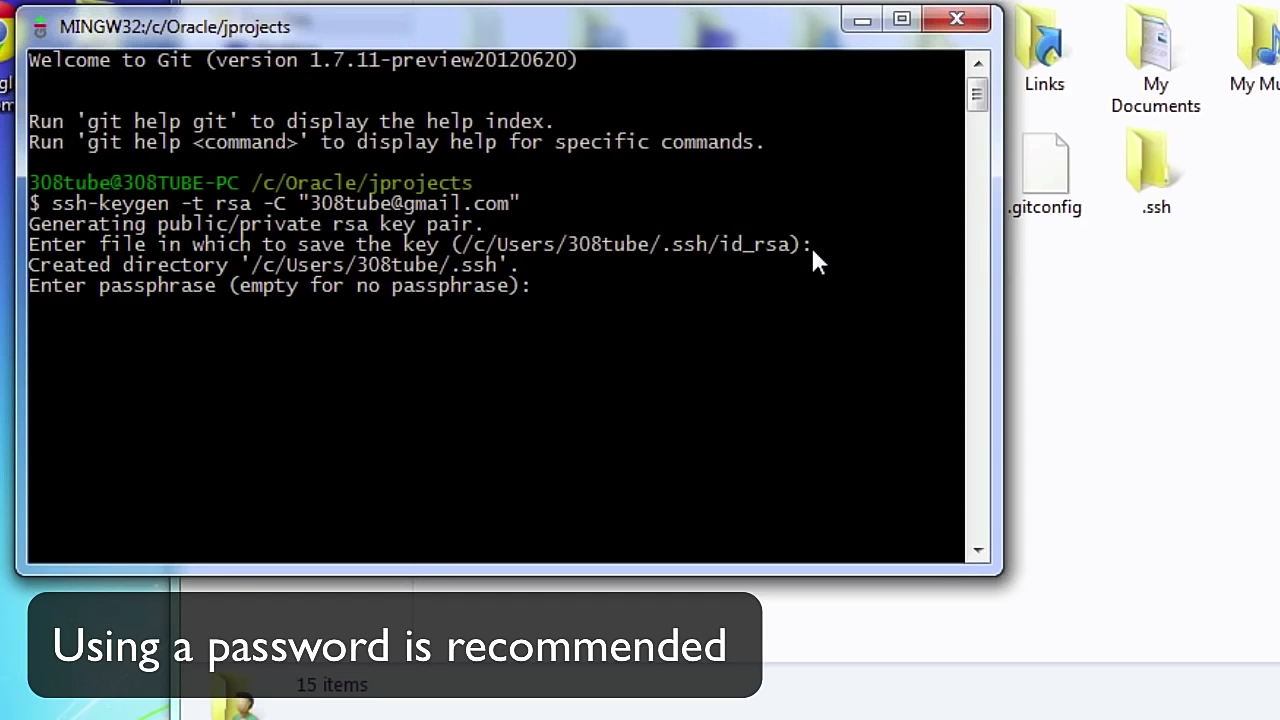 MINGW32:/c/Oracle/jprojects
Welcome to Git (version 1.7.11-preview20120620)
Run 'git help git' to display the help index.
Run 'git help <command>' to display help for specific commands.
308tube@308TUBE-PC /c/Oracle/jprojects
$ ssh-keygen -t rsa -C "308tube@gmail.com"
Generating public/private rsa key pair.
Enter file in which to save the key (/c/Users/308tube/.ssh/id_rsa):
Created directory '/c/Users/308tube/.ssh'.
Enter passphrase (empty for no passphrase):
Links
My Documents
My Mu
.gitconfig
.ssh
Using a password is recommended
15 items